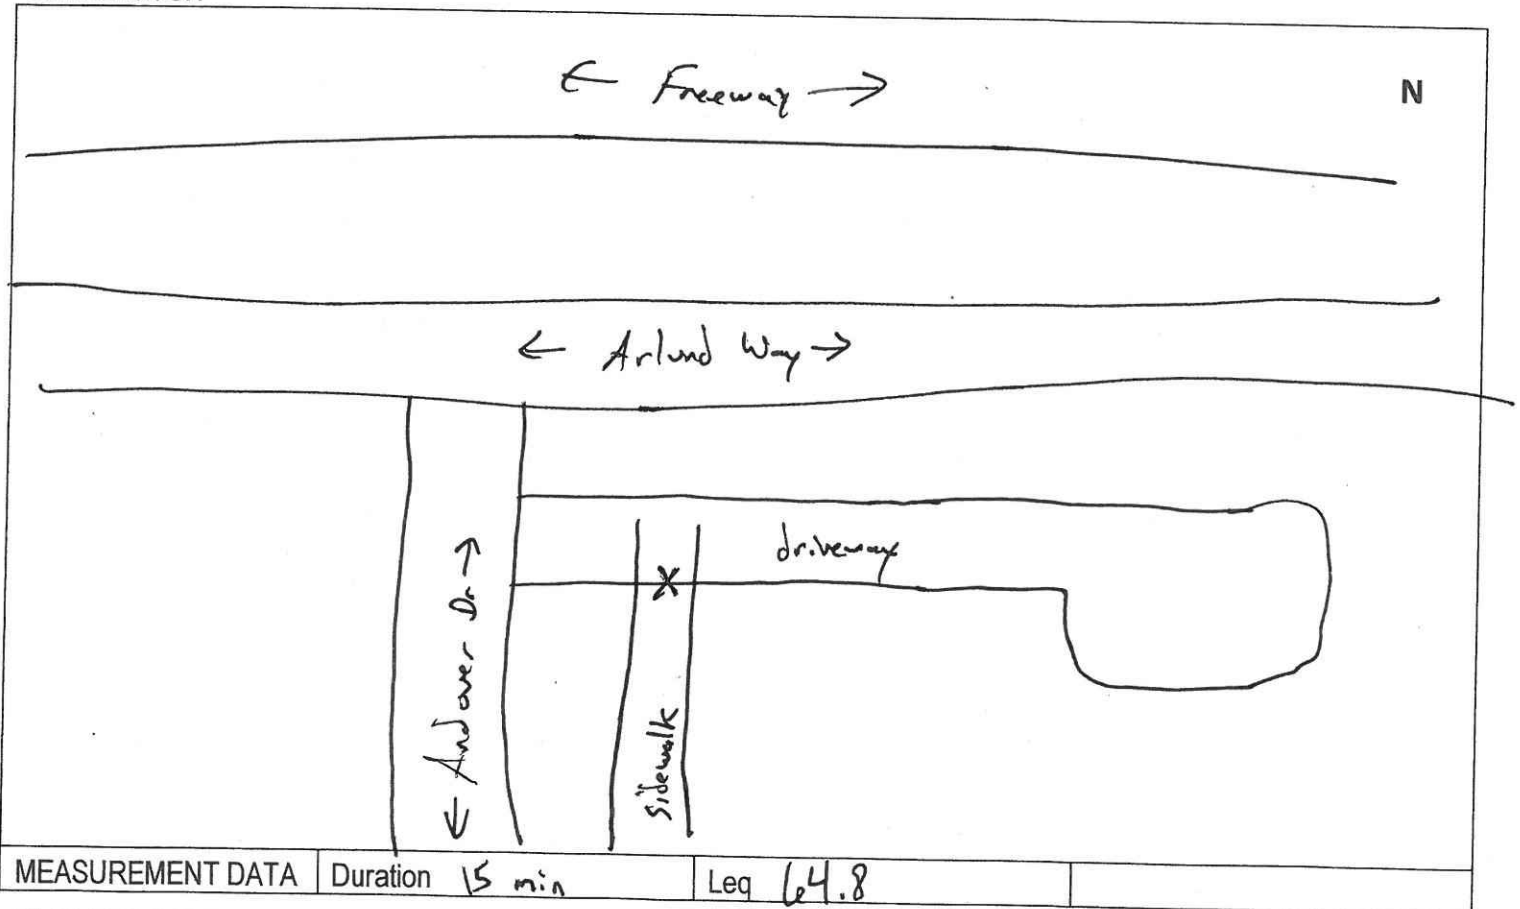 ← Freeway →
N
← Arlund Way →
driveway
← Andover Dr →
sidewalk
MEASUREMENT DATA Duration 15 min Leq 64.8